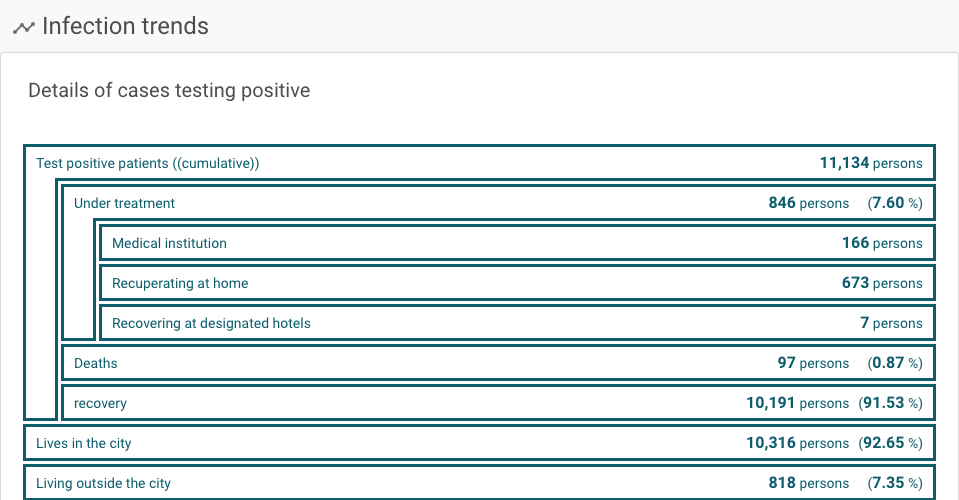 Infection trends
Details of cases testing positive
Test positive patients ((cumulative)) 11,134 persons
Under treatment 846 persons (7.60 %)
Medical institution 166 persons
Recuperating at home 673 persons
Recovering at designated hotels 7 persons
Deaths 97 persons (0.87 %)
recovery 10,191 persons (91.53 %)
Lives in the city 10,316 persons (92.65 %)
Living outside the city 818 persons (7.35 %)